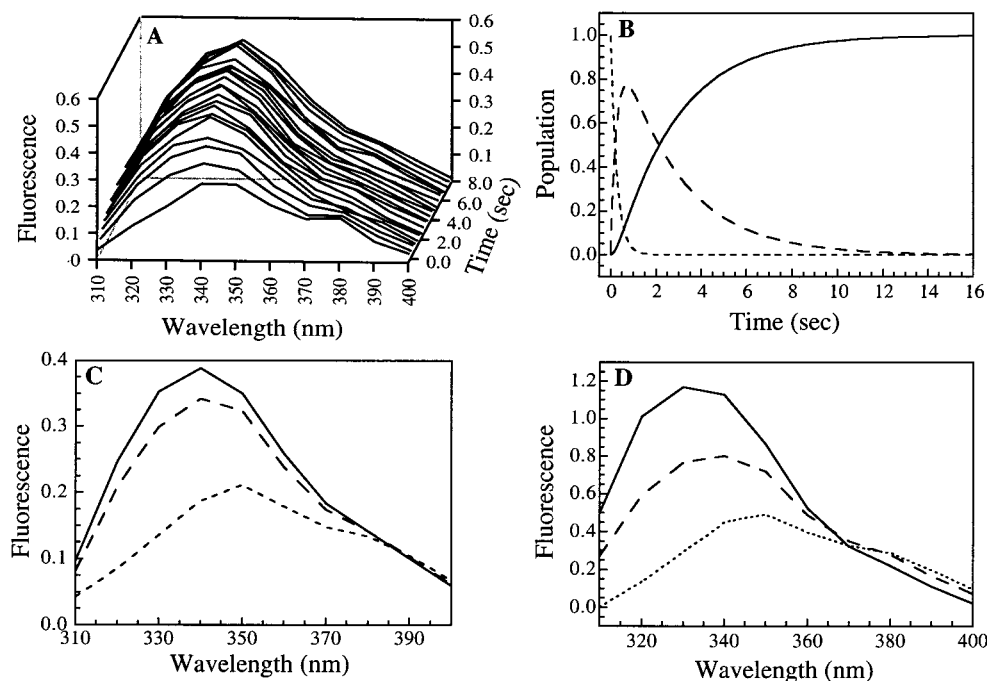 A
Fluorescence
0.6
0.5
0.4
0.3
0.2
0.1
0
310
320
330
340
350
360
370
380
390
400
Wavelength (nm)
0.6
0.5
0.4
0.3
0.2
0.1
8.0
6.0
4.0
2.0
0.0
Time (sec)
B
Population
1.0
0.8
0.6
0.4
0.2
0.0
0 2 4 6 8 10 12 14 16
Time (sec)
C
Fluorescence
0.4
0.3
0.2
0.1
0.0
310 330 350 370 390
Wavelength (nm)
D
Fluorescence
1.2
1.0
0.8
0.6
0.4
0.2
0.0
320 340 360 380 400
Wavelength (nm)